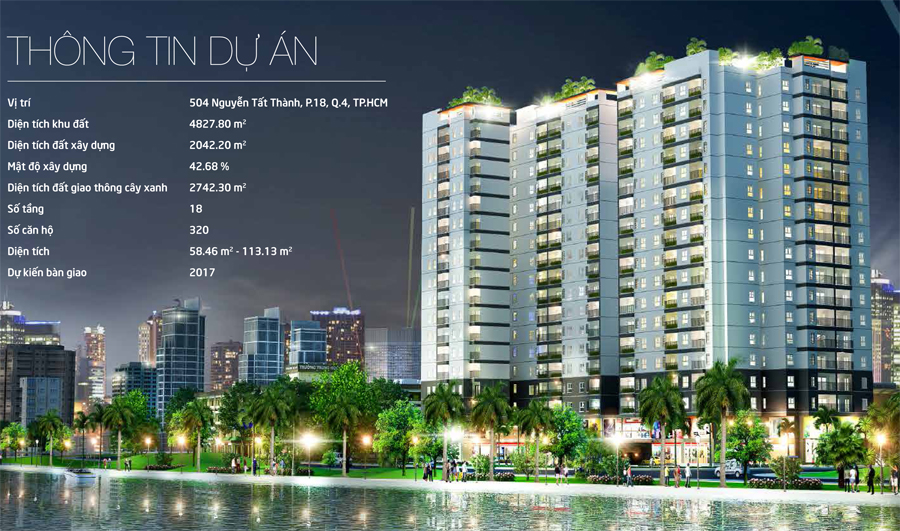 THÔNG TIN DỰ ÁN
Vị trí 504 Nguyễn Tất Thành, P.18, Q.4, TP.HCM
Diện tích khu đất 4827.80 m²
Diện tích đất xây dựng 2042.20 m²
Mật độ xây dựng 42.68 %
Diện tích đất giao thông cây xanh 2742.30 m²
Số tầng 18
Số căn hộ 320
Diện tích 58.46 m² - 113.13 m²
Dự kiến bàn giao 2017